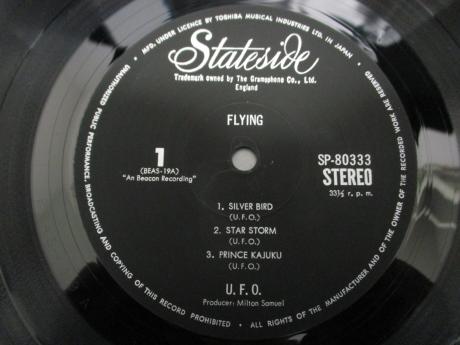 • MFD. UNDER LICENCE BY TOSHIBA MUSICAL INDUSTRIES LTD. IN JAPAN •
Stateside
Trademark owned by The Gramophone Co., Ltd.
England
FLYING
1
(BEAS-19A)
"An Beacon Recording"
SP-80333
STEREO
33⅓ r. p. m.
1. SILVER BIRD
(U.F.O.)
2. STAR STORM
(U.F.O.)
3. PRINCE KAJUKU
(U.F.O.)
U. F. O.
Producer: Milton Samuel
UNAUTHORIZED PUBLIC PERFORMANCE, BROADCASTING AND COPYING OF THIS RECORD PROHIBITED • ALL RIGHTS OF THE MANUFACTURER AND OF THE OWNER OF THE RECORDED WORK ARE RESERVED